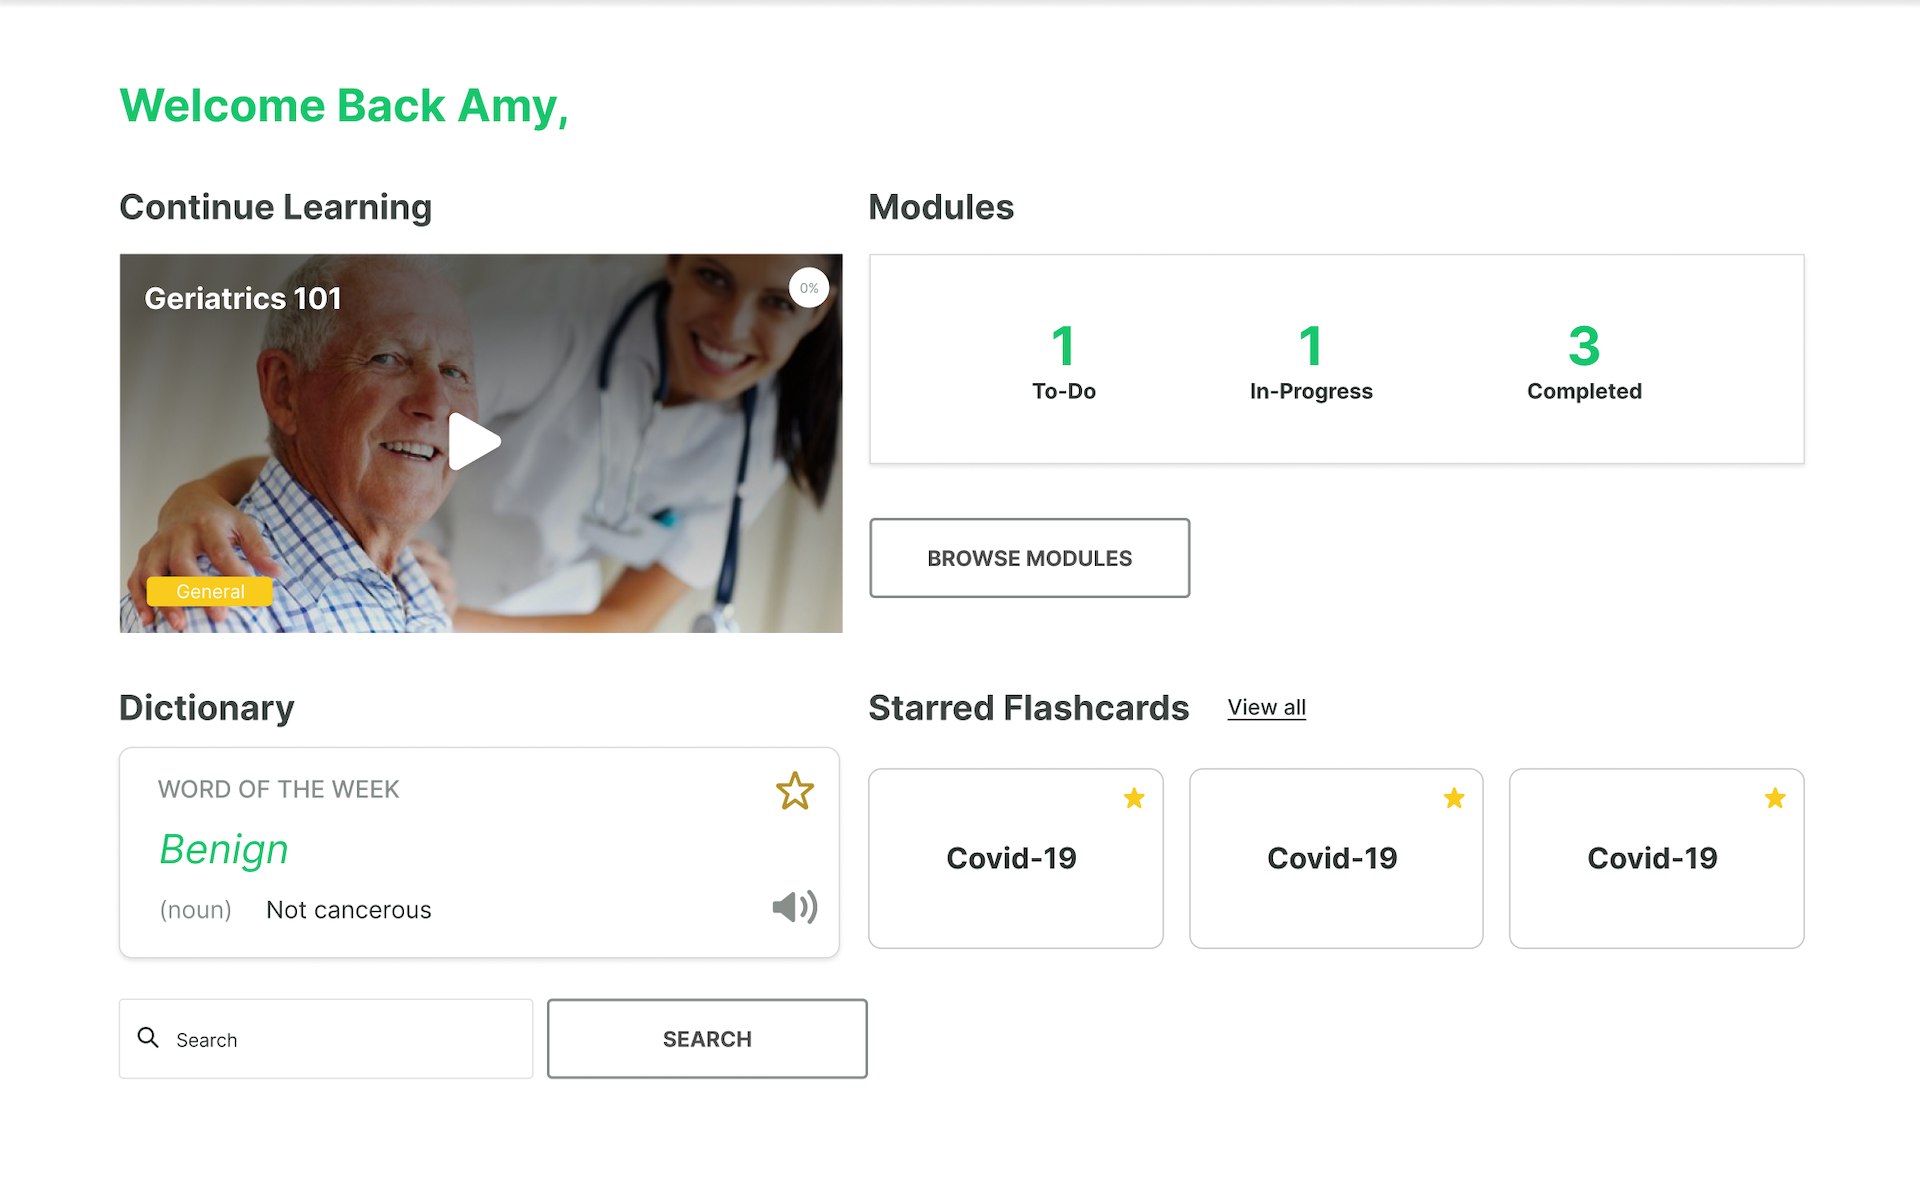 Welcome Back Amy,
Continue Learning
Geriatrics 101
0%
General
Modules
1
To-Do
1
In-Progress
3
Completed
BROWSE MODULES
Dictionary
WORD OF THE WEEK
Benign
(noun) Not cancerous
Search
SEARCH
Starred Flashcards View all
Covid-19
Covid-19
Covid-19